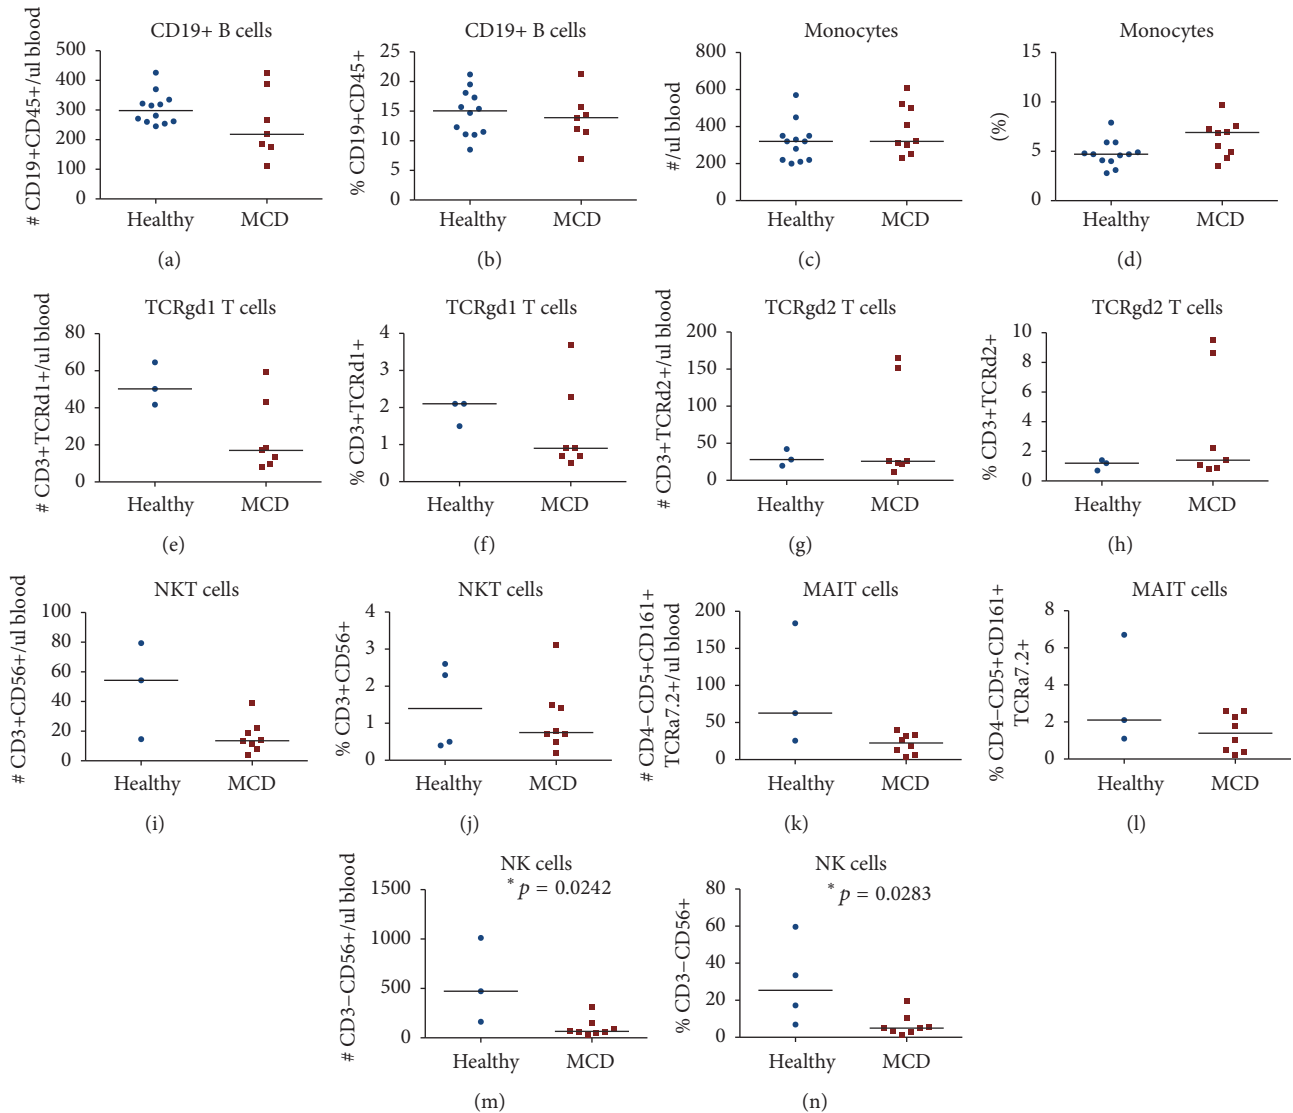 CD19+ B cells
# CD19+CD45+/ul blood
500
400
300
200
100
0
Healthy
MCD
(a)
CD19+ B cells
% CD19+CD45+
25
20
15
10
5
0
Healthy
MCD
(b)
Monocytes
#/ul blood
800
600
400
200
0
Healthy
MCD
(c)
Monocytes
(%)
15
10
5
0
Healthy
MCD
(d)
TCRgd1 T cells
# CD3+TCRd1+/ul blood
80
60
40
20
0
Healthy
MCD
(e)
TCRgd1 T cells
% CD3+TCRd1+
4
3
2
1
0
Healthy
MCD
(f)
TCRgd2 T cells
# CD3+TCRd2+/ul blood
200
150
100
50
0
Healthy
MCD
(g)
TCRgd2 T cells
% CD3+TCRd2+
10
8
6
4
2
0
Healthy
MCD
(h)
NKT cells
# CD3+CD56+/ul blood
100
80
60
40
20
0
Healthy
MCD
(i)
NKT cells
% CD3+CD56+
4
3
2
1
0
Healthy
MCD
(j)
MAIT cells
# CD4−CD5+CD161+
TCRa7.2+/ul blood
200
150
100
50
0
Healthy
MCD
(k)
MAIT cells
% CD4−CD5+CD161+
TCRa7.2+
8
6
4
2
0
Healthy
MCD
(l)
NK cells
* p = 0.0242
# CD3−CD56+/ul blood
1500
1000
500
0
Healthy
MCD
(m)
NK cells
* p = 0.0283
% CD3−CD56+
80
60
40
20
0
Healthy
MCD
(n)